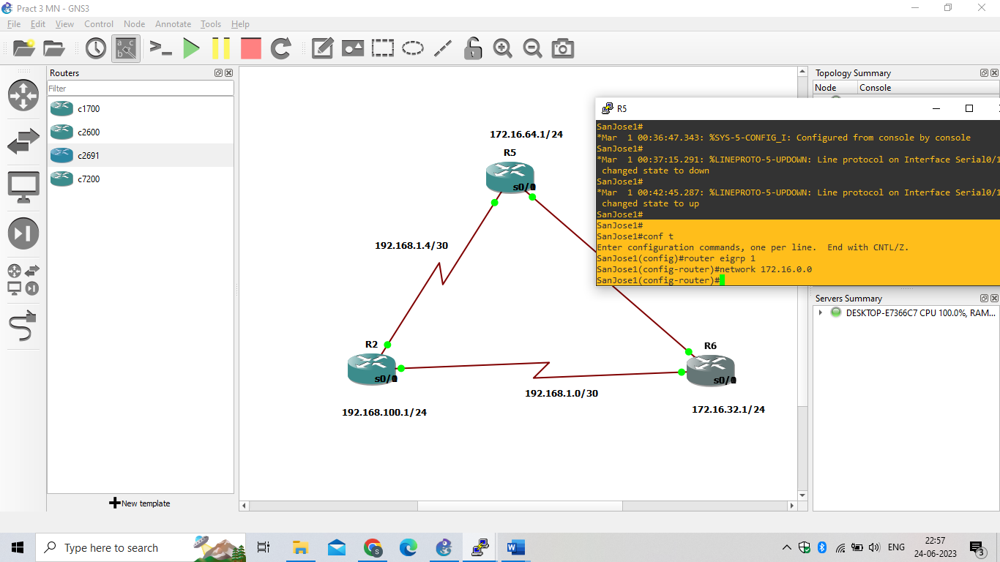 Pract 3 MN - GNS3
File Edit View Control Node Annotate Tools Help
Routers
Filter
c1700
c2600
c2691
c7200
New template
172.16.64.1/24
R5
s0/
192.168.1.4/30
R2
s0/
192.168.100.1/24
192.168.1.0/30
R6
s0/
172.16.32.1/24
Topology Summary
Node Console
R5
SanJose1#
*Mar 1 00:36:47.343: %SYS-5-CONFIG_I: Configured from console by console
SanJose1#
*Mar 1 00:37:15.291: %LINEPROTO-5-UPDOWN: Line protocol on Interface Serial0/1
changed state to down
SanJose1#
*Mar 1 00:42:45.287: %LINEPROTO-5-UPDOWN: Line protocol on Interface Serial0/1
changed state to up
SanJose1#
SanJose1#
SanJose1#conf t
Enter configuration commands, one per line. End with CNTL/Z.
SanJose1(config)#router eigrp 1
SanJose1(config-router)#network 172.16.0.0
SanJose1(config-router)#
Servers Summary
DESKTOP-E7366C7 CPU 100.0%, RAM...
Type here to search
ENG
22:57
24-06-2023
3